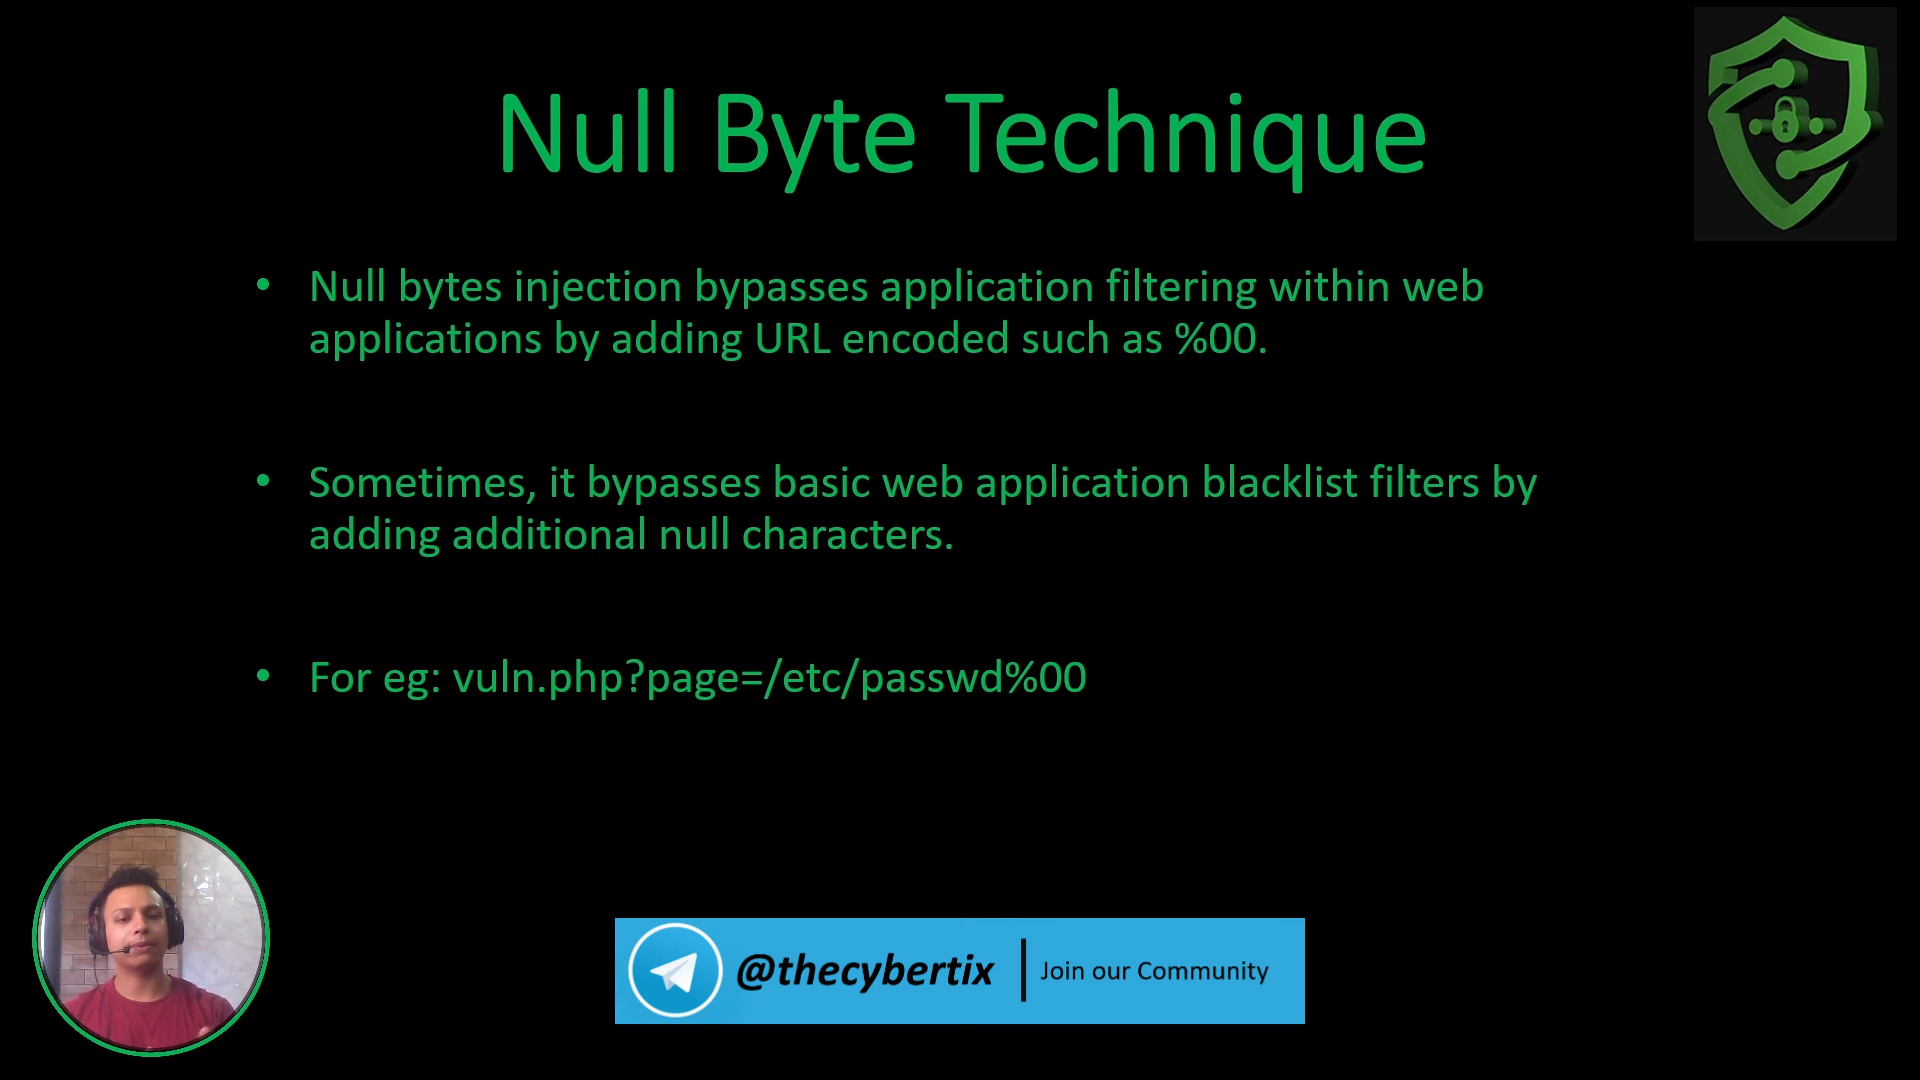 Null Byte Technique
• Null bytes injection bypasses application filtering within web
applications by adding URL encoded such as %00.
• Sometimes, it bypasses basic web application blacklist filters by
adding additional null characters.
• For eg: vuln.php?page=/etc/passwd%00
@thecybertix | Join our Community